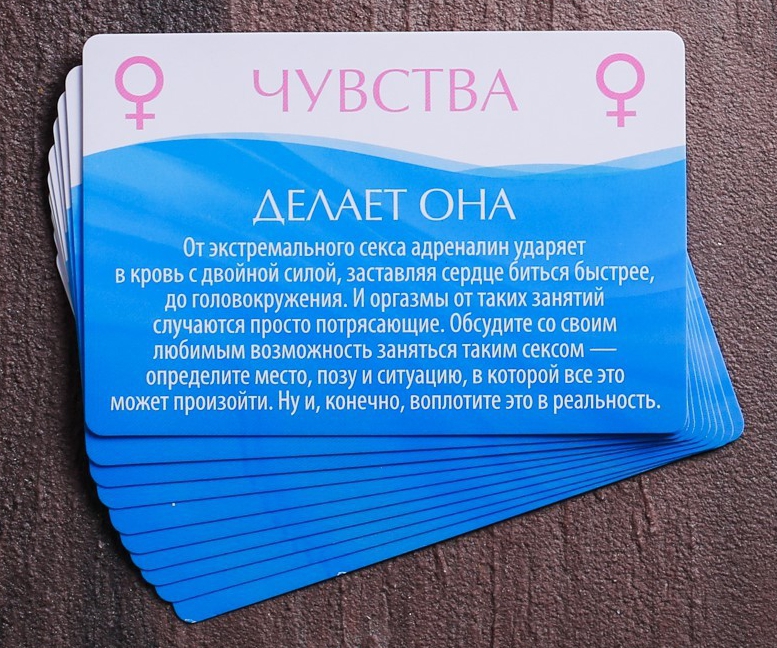 ЧУВСТВА
ДЕЛАЕТ ОНА
От экстремального секса адреналин ударяет
в кровь с двойной силой, заставляя сердце биться быстрее,
до головокружения. И оргазмы от таких занятий
случаются просто потрясающие. Обсудите со своим
любимым возможность заняться таким сексом —
определите место, позу и ситуацию, в которой все это
может произойти. Ну и, конечно, воплотите это в реальность.